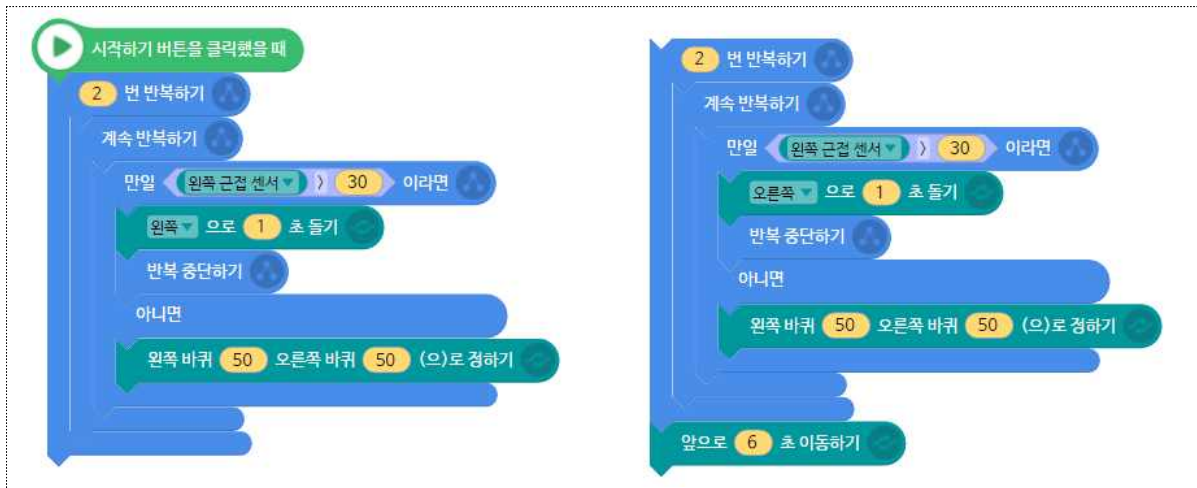 시작하기 버튼을 클릭했을 때
2 번 반복하기
계속 반복하기
만일 왼쪽 근접 센서 > 30 이라면
왼쪽 으로 1 초 돌기
반복 중단하기
아니면
왼쪽 바퀴 50 오른쪽 바퀴 50 (으)로 정하기
2 번 반복하기
계속 반복하기
만일 왼쪽 근접 센서 > 30 이라면
오른쪽 으로 1 초 돌기
반복 중단하기
아니면
왼쪽 바퀴 50 오른쪽 바퀴 50 (으)로 정하기
앞으로 6 초 이동하기